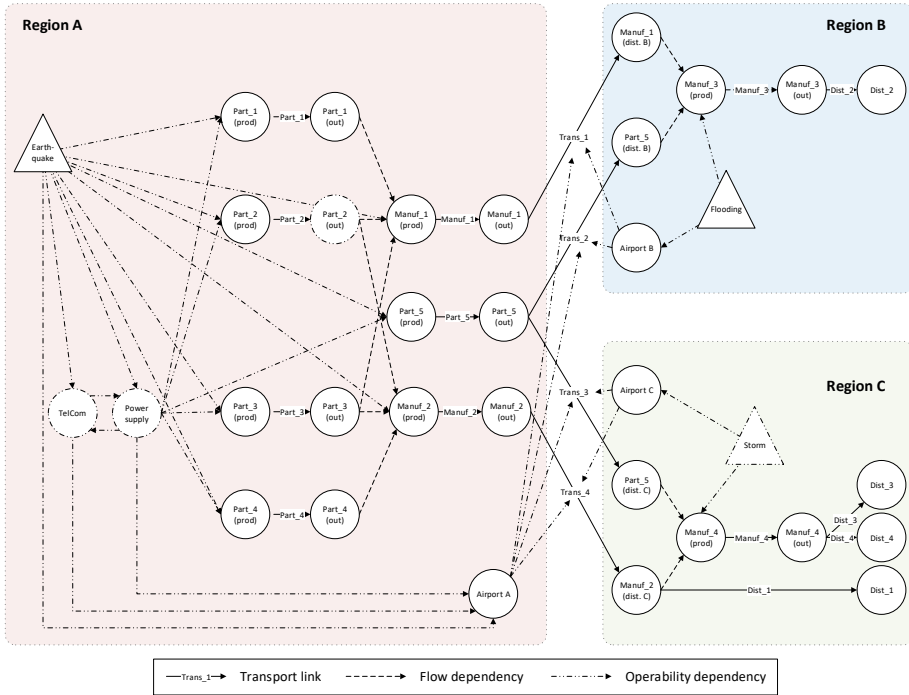 Region A
Region B
Region C
Earth-
quake
Part_1
(prod)
Part_1
Part_1
(out)
Part_2
(prod)
Part_2
Part_2
(out)
Manuf_1
(prod)
Manuf_1
Manuf_1
(out)
Part_5
(prod)
Part_5
Part_5
(out)
TelCom
Power
supply
Part_3
(prod)
Part_3
Part_3
(out)
Manuf_2
(prod)
Manuf_2
Manuf_2
(out)
Part_4
(prod)
Part_4
Part_4
(out)
Airport A
Trans_1
Trans_2
Trans_3
Trans_4
Manuf_1
(dist. B)
Manuf_3
(prod)
Manuf_3
Manuf_3
(out)
Dist_2
Dist_2
Part_5
(dist. B)
Flooding
Airport B
Airport C
Storm
Part_5
(dist. C)
Manuf_4
(prod)
Manuf_4
Manuf_4
(out)
Dist_3
Dist_3
Dist_4
Dist_4
Manuf_2
(dist. C)
Dist_1
Dist_1
Trans_1 Transport link Flow dependency Operability dependency